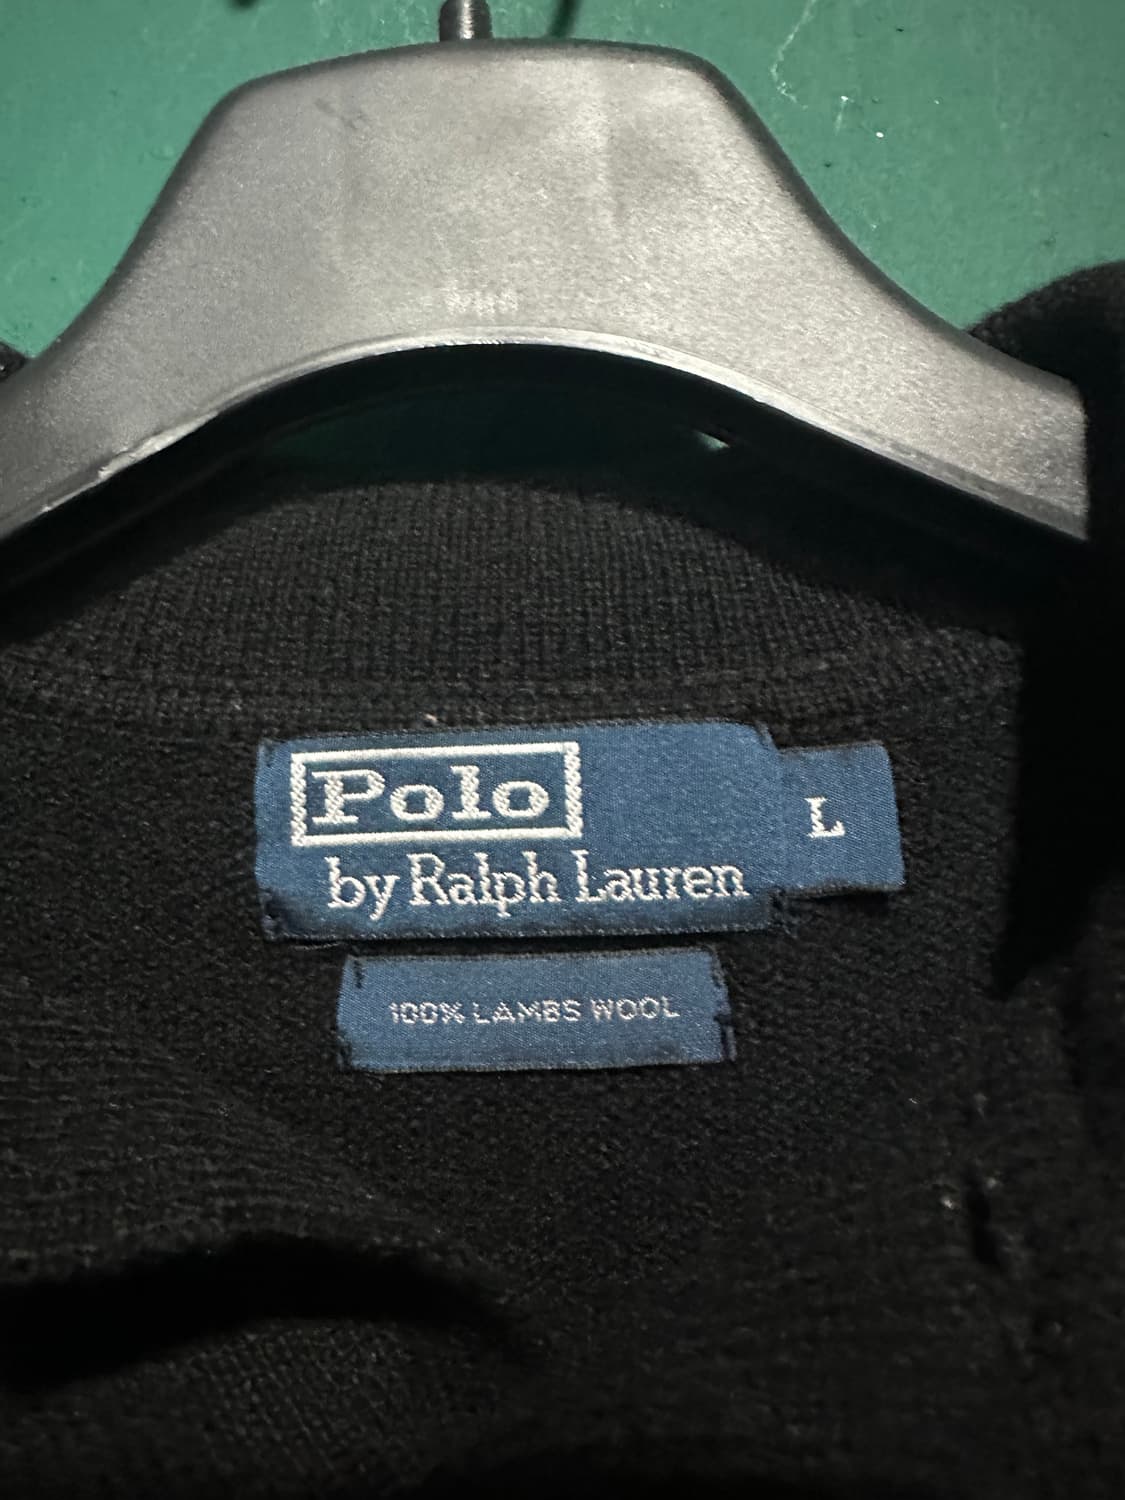 Polo
by Ralph Lauren
L
100% LAMBS WOOL